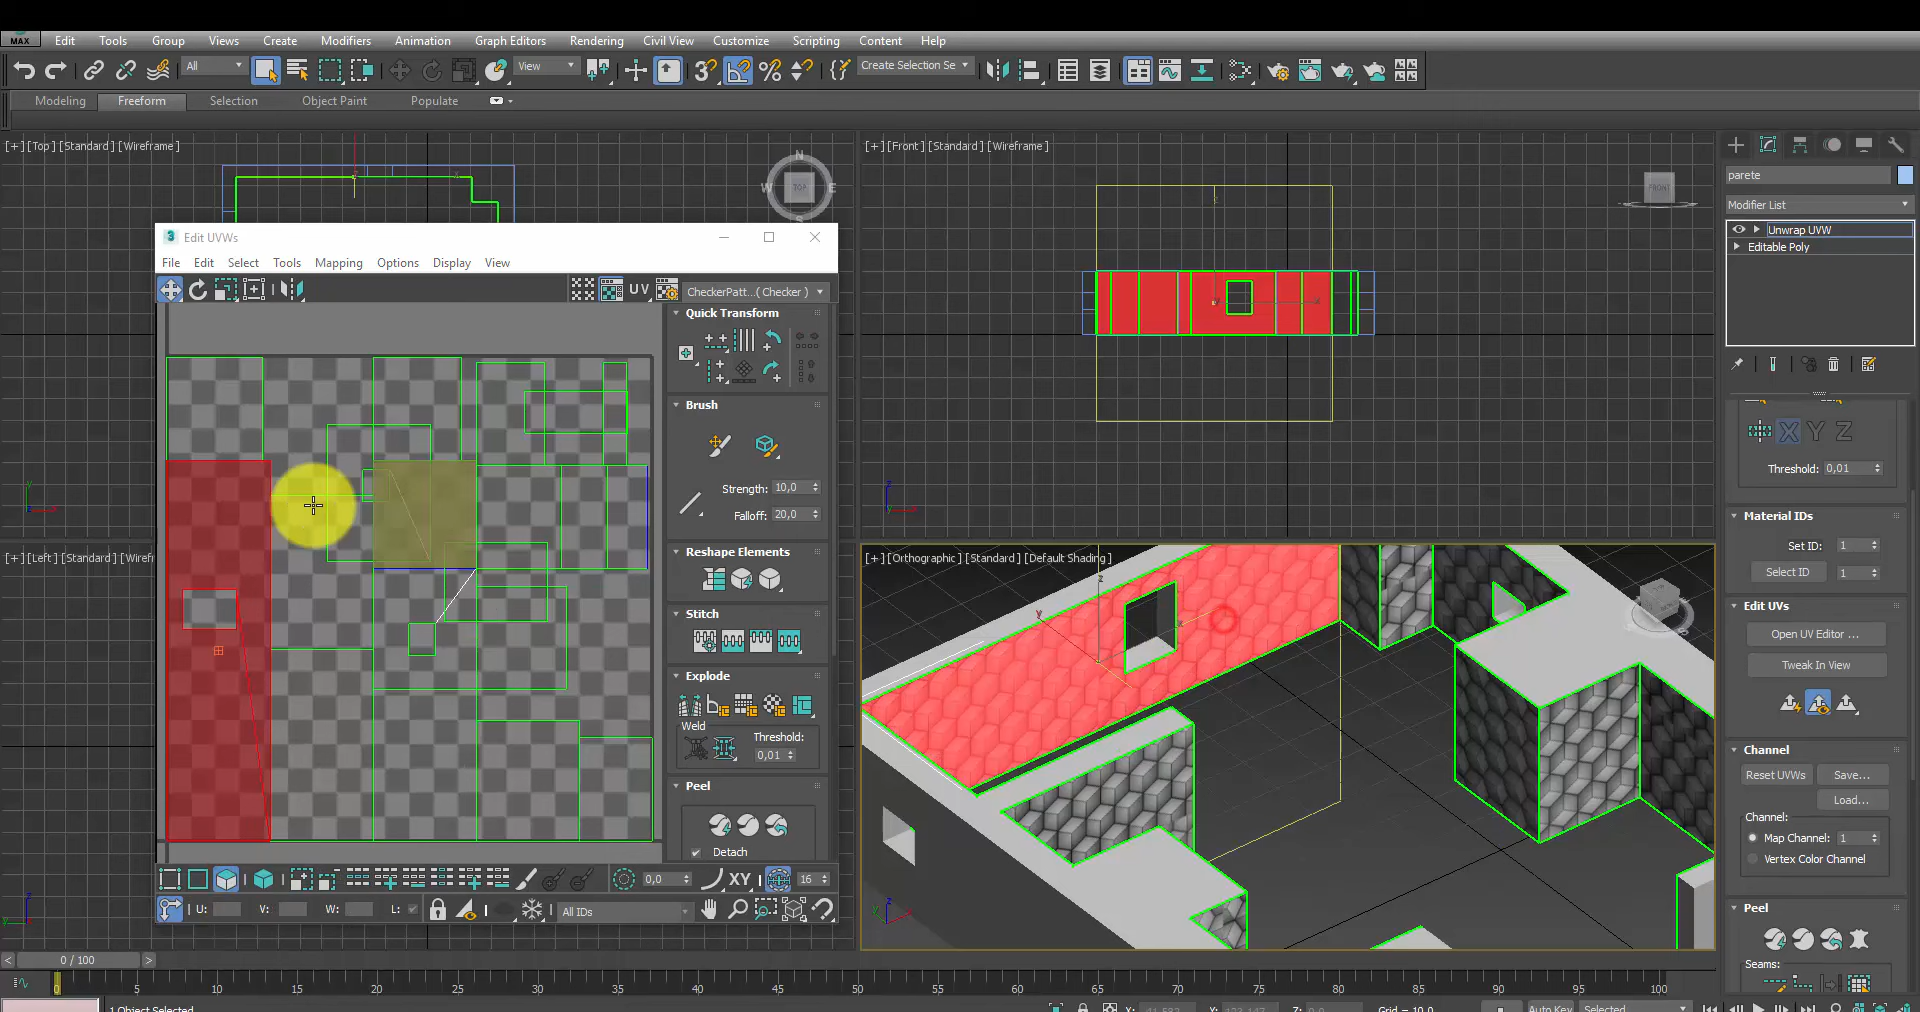 MAX Edit Tools Group Views Create Modifiers Animation Graph Editors Rendering Civil View Customize Scripting Content Help
All View Create Selection Se
Modeling Freeform Selection Object Paint Populate
[+] [Top] [Standard] [Wireframe]
N
W TOP E
S
[+] [Front] [Standard] [Wireframe]
FRONT
parete
Modifier List
Unwrap UVW
Editable Poly
3 Edit UVWs
File Edit Select Tools Mapping Options Display View
UV CheckerPatt...( Checker )
Quick Transform
Brush
Strength: 10,0
Falloff: 20,0
Reshape Elements
Stitch
Explode
Weld Threshold:
0,01
Peel
Detach
0,0 XY 16
U: V: W: L: All IDs
[+] [Left] [Standard] [Wiref
[+] [Orthographic] [Standard] [Default Shading]
X Y Z
Threshold: 0,01
Material IDs
Set ID: 1
Select ID 1
Edit UVs
Open UV Editor ...
Tweak In View
Channel
Reset UVWs Save...
Load...
Channel:
Map Channel: 1
Vertex Color Channel
Peel
Seams:
< 0 / 100 >
0 5 10 15 20 25 30 35 40 45 50 55 60 65 70 75 80 85 90 95 100
1 Object Selected X: Y: Z: Grid = 10,0 Auto Key Selected